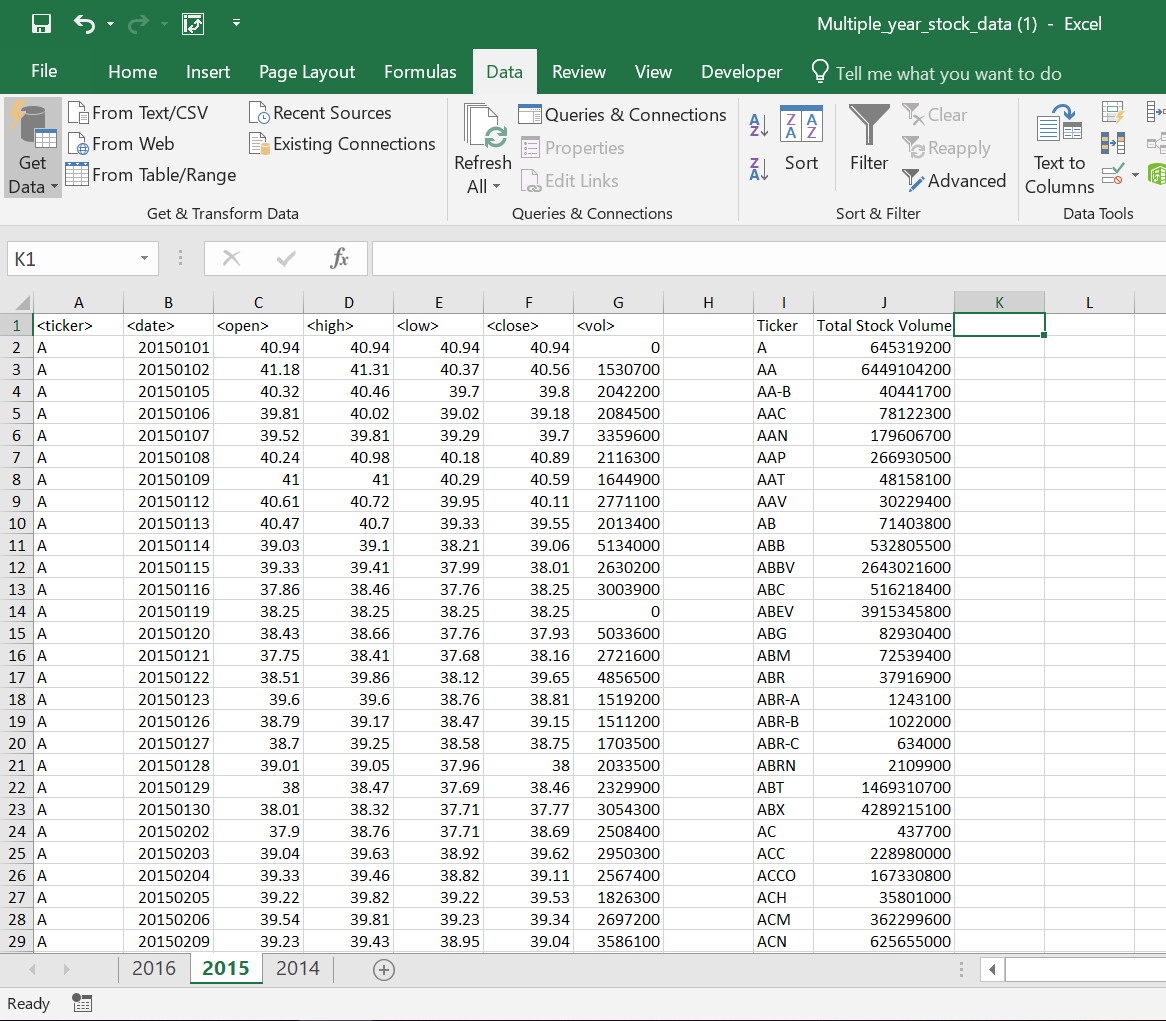 Multiple_year_stock_data (1) - Excel
File Home Insert Page Layout Formulas Data Review View Developer Tell me what you want to do
From Text/CSV
From Web
From Table/Range
Get Data
Recent Sources
Existing Connections
Get & Transform Data
Refresh All
Queries & Connections
Properties
Edit Links
Queries & Connections
A Z
Z A
Z A A Z
Sort
Filter
Clear
Reapply
Advanced
Sort & Filter
Text to Columns
Data Tools
K1 fx
A B C D E F G H I J K L
1 <ticker> <date> <open> <high> <low> <close> <vol> Ticker Total Stock Volume
2 A 20150101 40.94 40.94 40.94 40.94 0 A 645319200
3 A 20150102 41.18 41.31 40.37 40.56 1530700 AA 6449104200
4 A 20150105 40.32 40.46 39.7 39.8 2042200 AA-B 40441700
5 A 20150106 39.81 40.02 39.02 39.18 2084500 AAC 78122300
6 A 20150107 39.52 39.81 39.29 39.7 3359600 AAN 179606700
7 A 20150108 40.24 40.98 40.18 40.89 2116300 AAP 266930500
8 A 20150109 41 41 40.29 40.59 1644900 AAT 48158100
9 A 20150112 40.61 40.72 39.95 40.11 2771100 AAV 30229400
10 A 20150113 40.47 40.7 39.33 39.55 2013400 AB 71403800
11 A 20150114 39.03 39.1 38.21 39.06 5134000 ABB 532805500
12 A 20150115 39.33 39.41 37.99 38.01 2630200 ABBV 2643021600
13 A 20150116 37.86 38.46 37.76 38.25 3003900 ABC 516218400
14 A 20150119 38.25 38.25 38.25 38.25 0 ABEV 3915345800
15 A 20150120 38.43 38.66 37.76 37.93 5033600 ABG 82930400
16 A 20150121 37.75 38.41 37.68 38.16 2721600 ABM 72539400
17 A 20150122 38.51 39.86 38.12 39.65 4856500 ABR 37916900
18 A 20150123 39.6 39.6 38.76 38.81 1519200 ABR-A 1243100
19 A 20150126 38.79 39.17 38.47 39.15 1511200 ABR-B 1022000
20 A 20150127 38.7 39.25 38.58 38.75 1703500 ABR-C 634000
21 A 20150128 39.01 39.05 37.96 38 2033500 ABRN 2109900
22 A 20150129 38 38.47 37.69 38.46 2329900 ABT 1469310700
23 A 20150130 38.01 38.32 37.71 37.77 3054300 ABX 4289215100
24 A 20150202 37.9 38.76 37.71 38.69 2508400 AC 437700
25 A 20150203 39.04 39.63 38.92 39.62 2950300 ACC 228980000
26 A 20150204 39.33 39.46 38.82 39.11 2567400 ACCO 167330800
27 A 20150205 39.22 39.82 39.22 39.53 1826300 ACH 35801000
28 A 20150206 39.54 39.81 39.23 39.34 2697200 ACM 362299600
29 A 20150209 39.23 39.43 38.95 39.04 3586100 ACN 625655000
2016 2015 2014
Ready